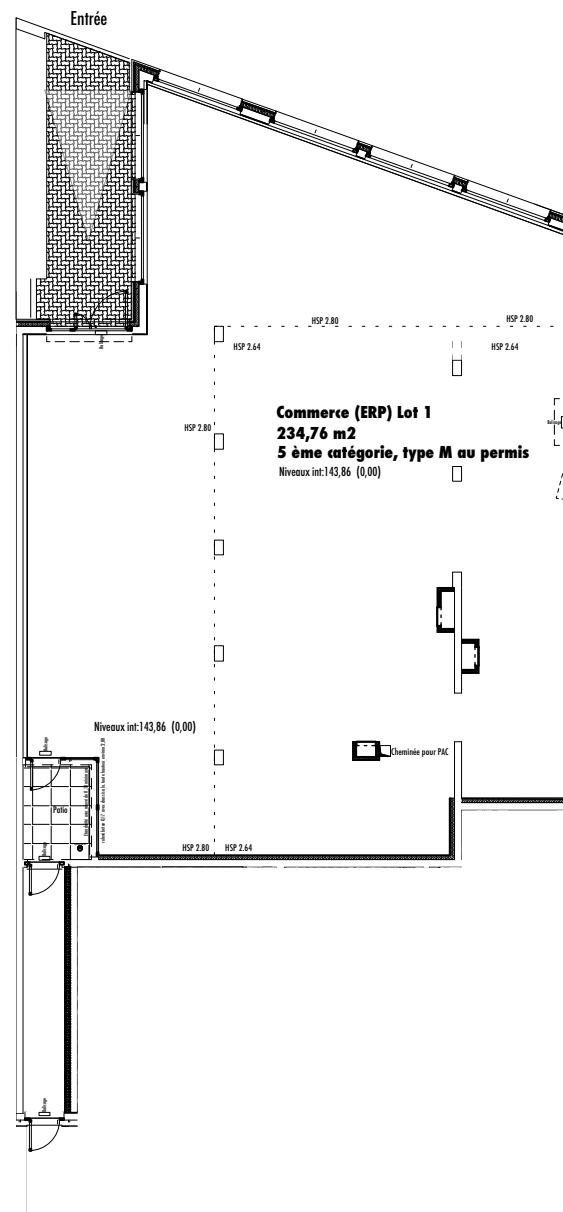 Entrée
HSP 2.80
HSP 2.80
HSP 2.64
HSP 2.64
Commerce (ERP) Lot 1
234,76 m2
5 ème catégorie, type M au permis
HSP 2.80
Niveaux int:143,86 (0,00)
Niveaux int:143,86 (0,00)
Cheminée pour PAC
Patio
HSP 2.80
HSP 2.64